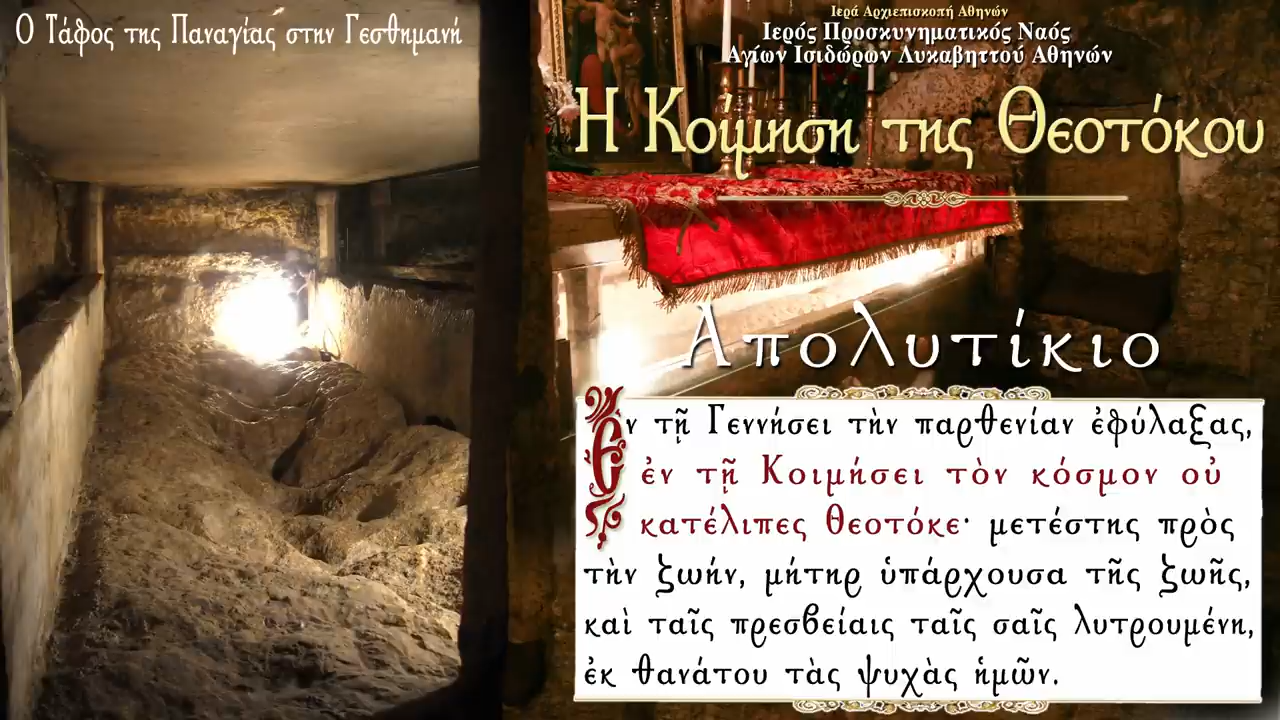 Ο Τάφος της Παναγίας στην Γεσθημανή
Ιερά Αρχιεπισκοπή Αθηνών
Ιερός Προσκυνηματικός Ναός
Αγίων Ισιδώρων Λυκαβηττού Αθηνών
Η Κοίμηση της Θεοτόκου
Απολυτίκιο
Ἐν τῇ Γεννήσει τὴν παρθενίαν ἐφύλαξας,
ἐν τῇ Κοιμήσει τὸν κόσμον οὐ
κατέλιπες Θεοτόκε· μετέστης πρὸς
τὴν ζωήν, μήτηρ ὑπάρχουσα τῆς ζωῆς,
καὶ ταῖς πρεσβείαις ταῖς σαῖς λυτρουμένη,
ἐκ θανάτου τὰς ψυχὰς ἡμῶν.